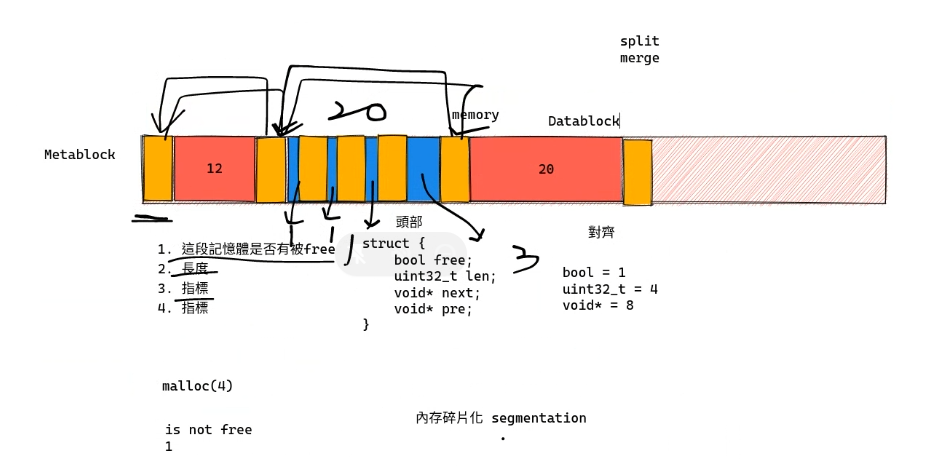 split
merge
20
memory
Datablock
Metablock
12
20
頭部
對齊
1. 這段記憶體是否有被free
2. 長度
3. 指標
4. 指標
1
1
1
3
struct {
bool free;
uint32_t len;
void* next;
void* pre;
}
bool = 1
uint32_t = 4
void* = 8
malloc(4)
is not free
1
內存碎片化 segmentation